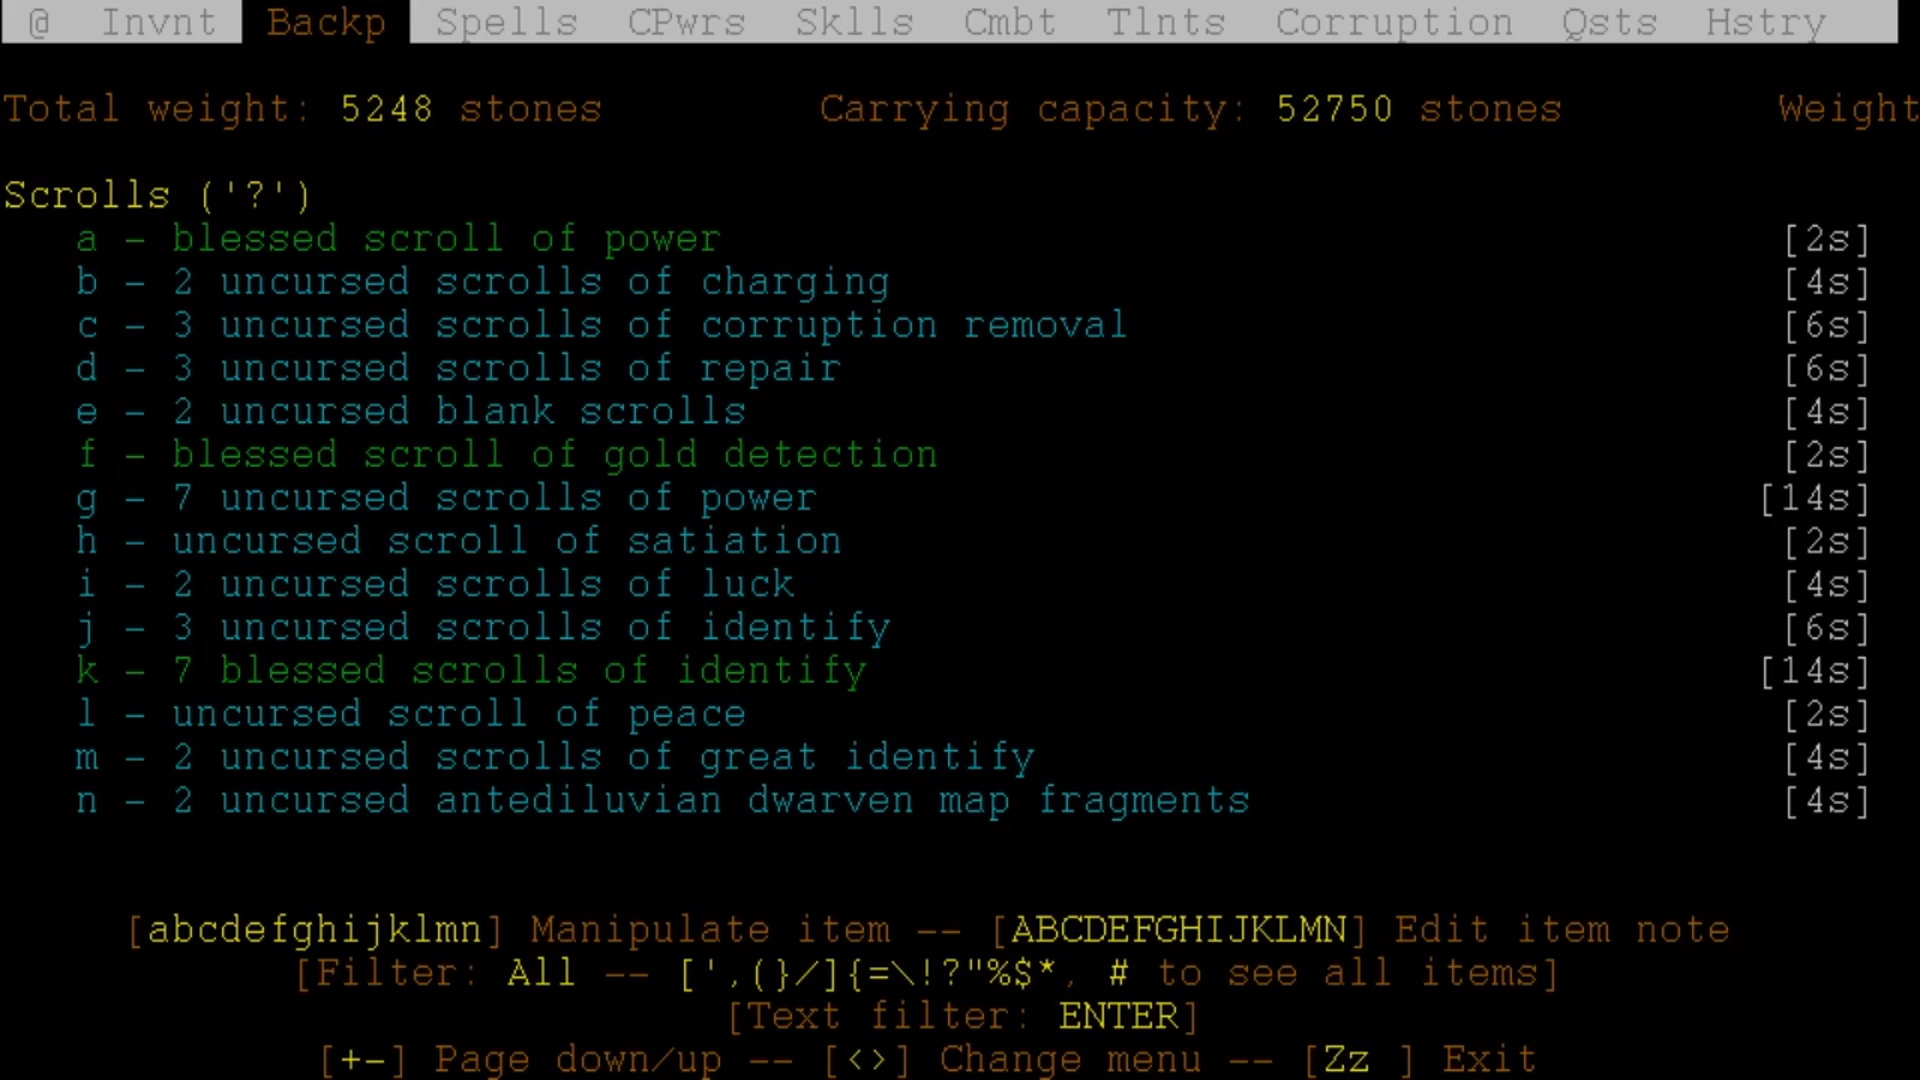 @ Invnt Backp Spells CPwrs Sklls Cmbt Tlnts Corruption Qsts Hstry
Total weight: 5248 stones Carrying capacity: 52750 stones Weight
Scrolls ('?')
a - blessed scroll of power [2s]
b - 2 uncursed scrolls of charging [4s]
c - 3 uncursed scrolls of corruption removal [6s]
d - 3 uncursed scrolls of repair [6s]
e - 2 uncursed blank scrolls [4s]
f - blessed scroll of gold detection [2s]
g - 7 uncursed scrolls of power [14s]
h - uncursed scroll of satiation [2s]
i - 2 uncursed scrolls of luck [4s]
j - 3 uncursed scrolls of identify [6s]
k - 7 blessed scrolls of identify [14s]
l - uncursed scroll of peace [2s]
m - 2 uncursed scrolls of great identify [4s]
n - 2 uncursed antediluvian dwarven map fragments [4s]
[abcdefghijklmn] Manipulate item -- [ABCDEFGHIJKLMN] Edit item note
[Filter: All -- [',(}/]{=\!?"%$*, # to see all items]
[Text filter: ENTER]
[+-] Page down/up -- [<>] Change menu -- [Zz ] Exit